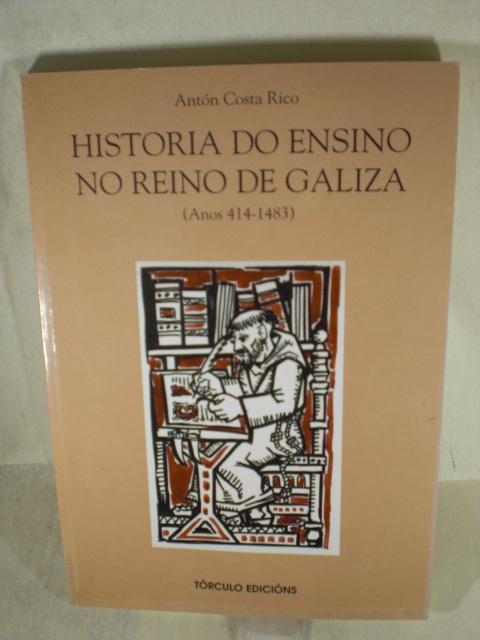 Antón Costa Rico
HISTORIA DO ENSINO
NO REINO DE GALIZA
(Anos 414-1483)
TÓRCULO EDICIÓNS